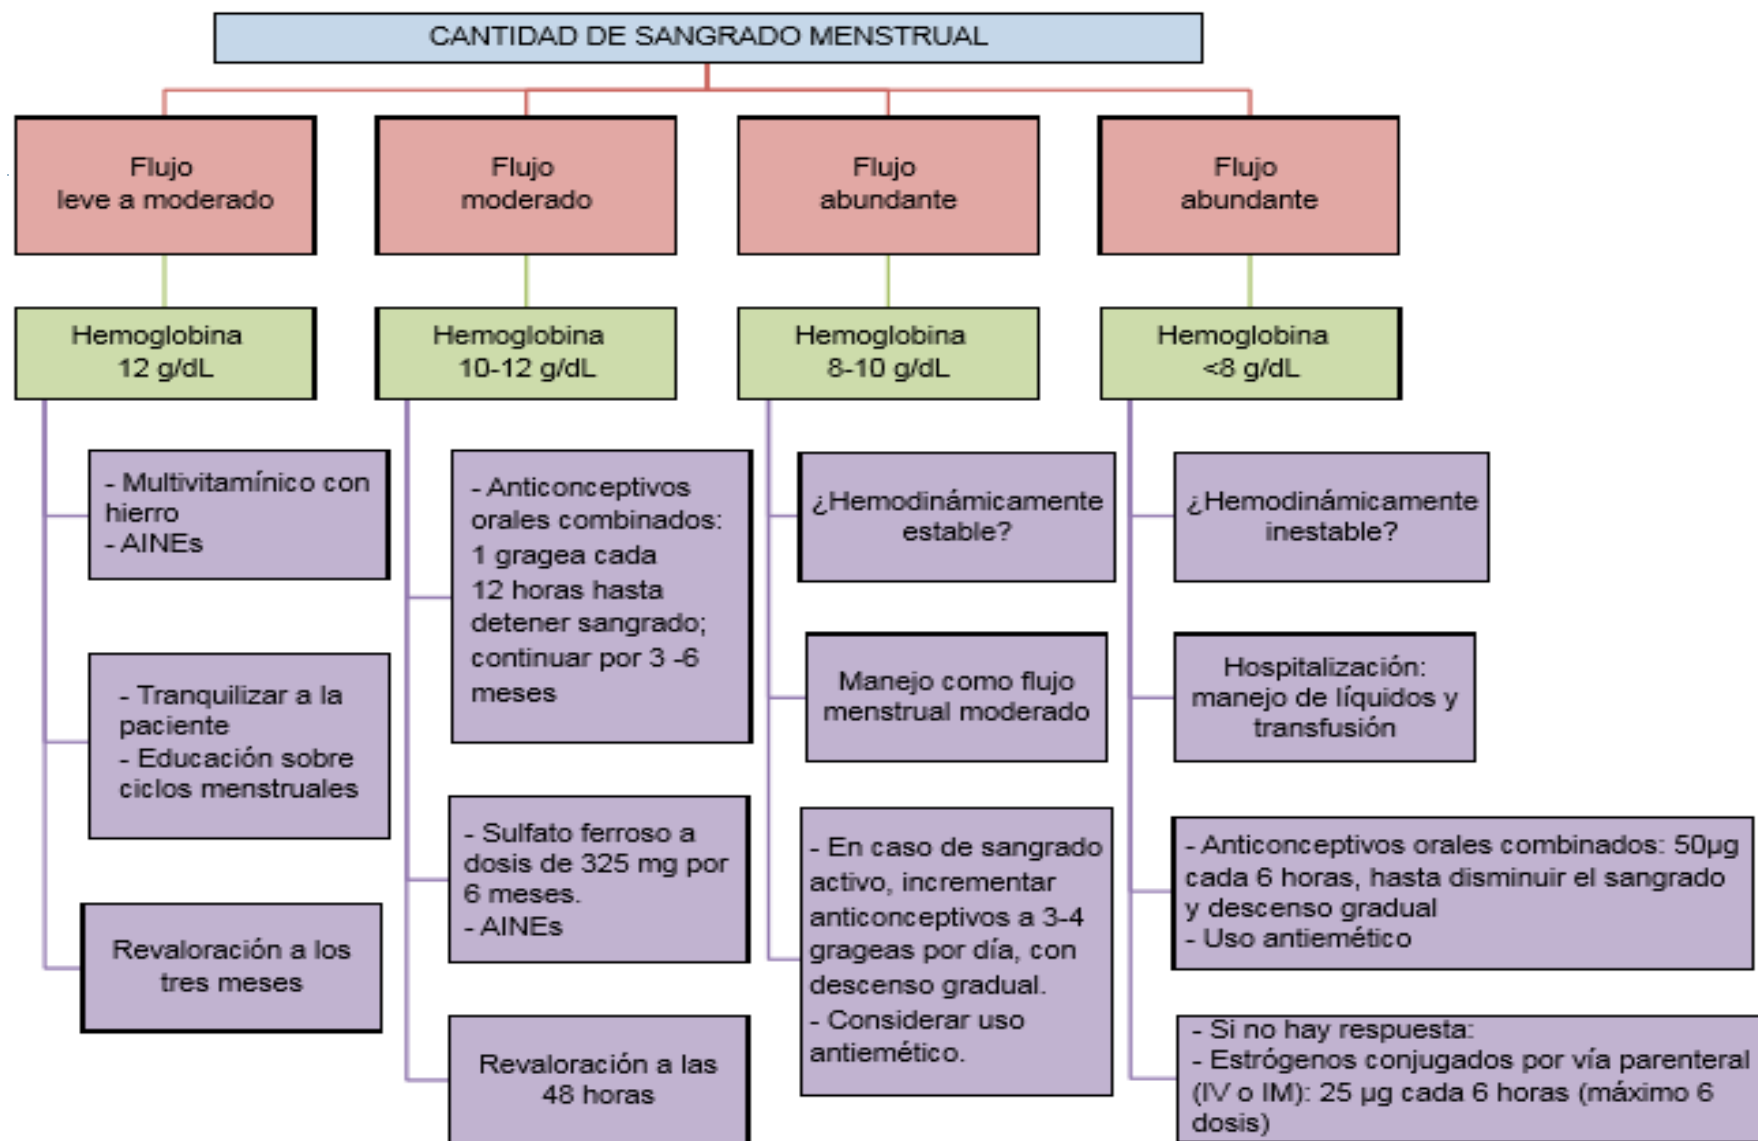 CANTIDAD DE SANGRADO MENSTRUAL
Flujo
leve a moderado
Flujo
moderado
Flujo
abundante
Flujo
abundante
Hemoglobina
12 g/dL
Hemoglobina
10-12 g/dL
Hemoglobina
8-10 g/dL
Hemoglobina
<8 g/dL
- Multivitamínico con
hierro
- AINEs
- Tranquilizar a la
paciente
- Educación sobre
ciclos menstruales
Revaloración a los
tres meses
- Anticonceptivos
orales combinados:
1 gragea cada
12 horas hasta
detener sangrado;
continuar por 3 -6
meses
- Sulfato ferroso a
dosis de 325 mg por
6 meses.
- AINEs
Revaloración a las
48 horas
¿Hemodinámicamente
estable?
Manejo como flujo
menstrual moderado
- En caso de sangrado
activo, incrementar
anticonceptivos a 3-4
grageas por día, con
descenso gradual.
- Considerar uso
antiemético.
¿Hemodinámicamente
inestable?
Hospitalización:
manejo de líquidos y
transfusión
- Anticonceptivos orales combinados: 50µg
cada 6 horas, hasta disminuir el sangrado
y descenso gradual
- Uso antiemético
- Si no hay respuesta:
- Estrógenos conjugados por vía parenteral
(IV o IM): 25 µg cada 6 horas (máximo 6
dosis)